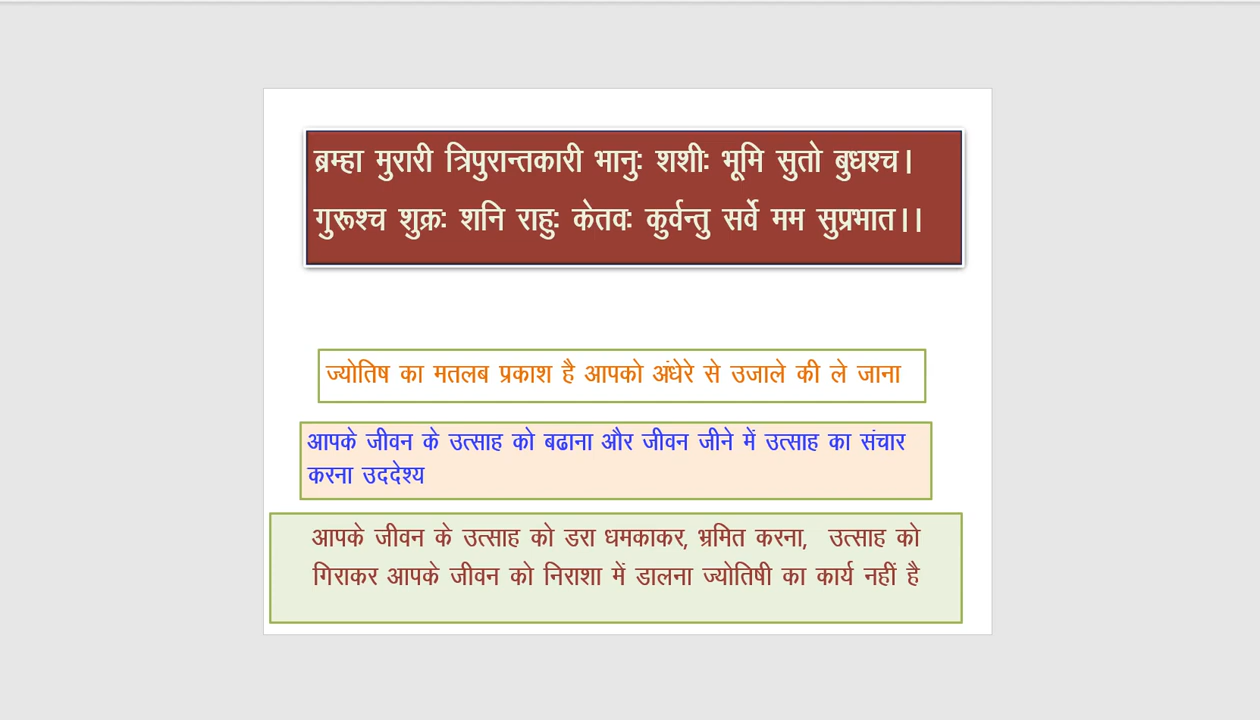 ब्रम्हा मुरारी त्रिपुरान्तकारी भानुः शशीः भूमि सुतो बुधश्च।
गुरूश्च शुक्रः शनि राहुः केतवः कुर्वन्तु सर्वे मम सुप्रभात।।
ज्योतिष का मतलब प्रकाश है आपको अंधेरे से उजाले की ले जाना
आपके जीवन के उत्साह को बढाना और जीवन जीने में उत्साह का संचार
करना उददेश्य
आपके जीवन के उत्साह को डरा धमकाकर, भ्रमित करना, उत्साह को
गिराकर आपके जीवन को निराशा में डालना ज्योतिषी का कार्य नहीं है